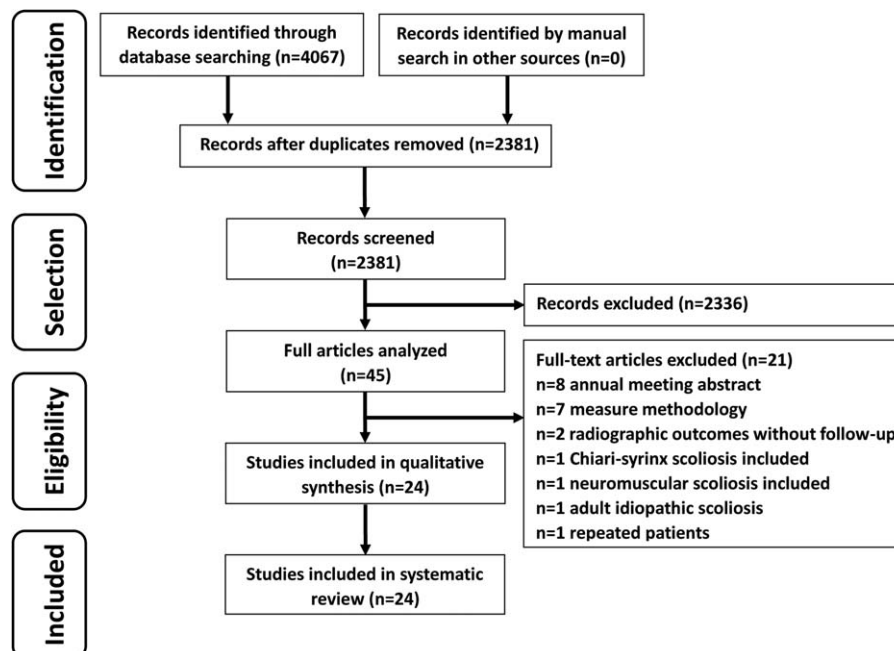 Identification
Records identified through
database searching (n=4067)
Records identified by manual
search in other sources (n=0)
Records after duplicates removed (n=2381)
Selection
Records screened
(n=2381)
Records excluded (n=2336)
Full articles analyzed
(n=45)
Eligibility
Full-text articles excluded (n=21)
n=8 annual meeting abstract
n=7 measure methodology
n=2 radiographic outcomes without follow-up
n=1 Chiari-syrinx scoliosis included
n=1 neuromuscular scoliosis included
n=1 adult idiopathic scoliosis
n=1 repeated patients
Studies included in qualitative
synthesis (n=24)
Included
Studies included in systematic
review (n=24)